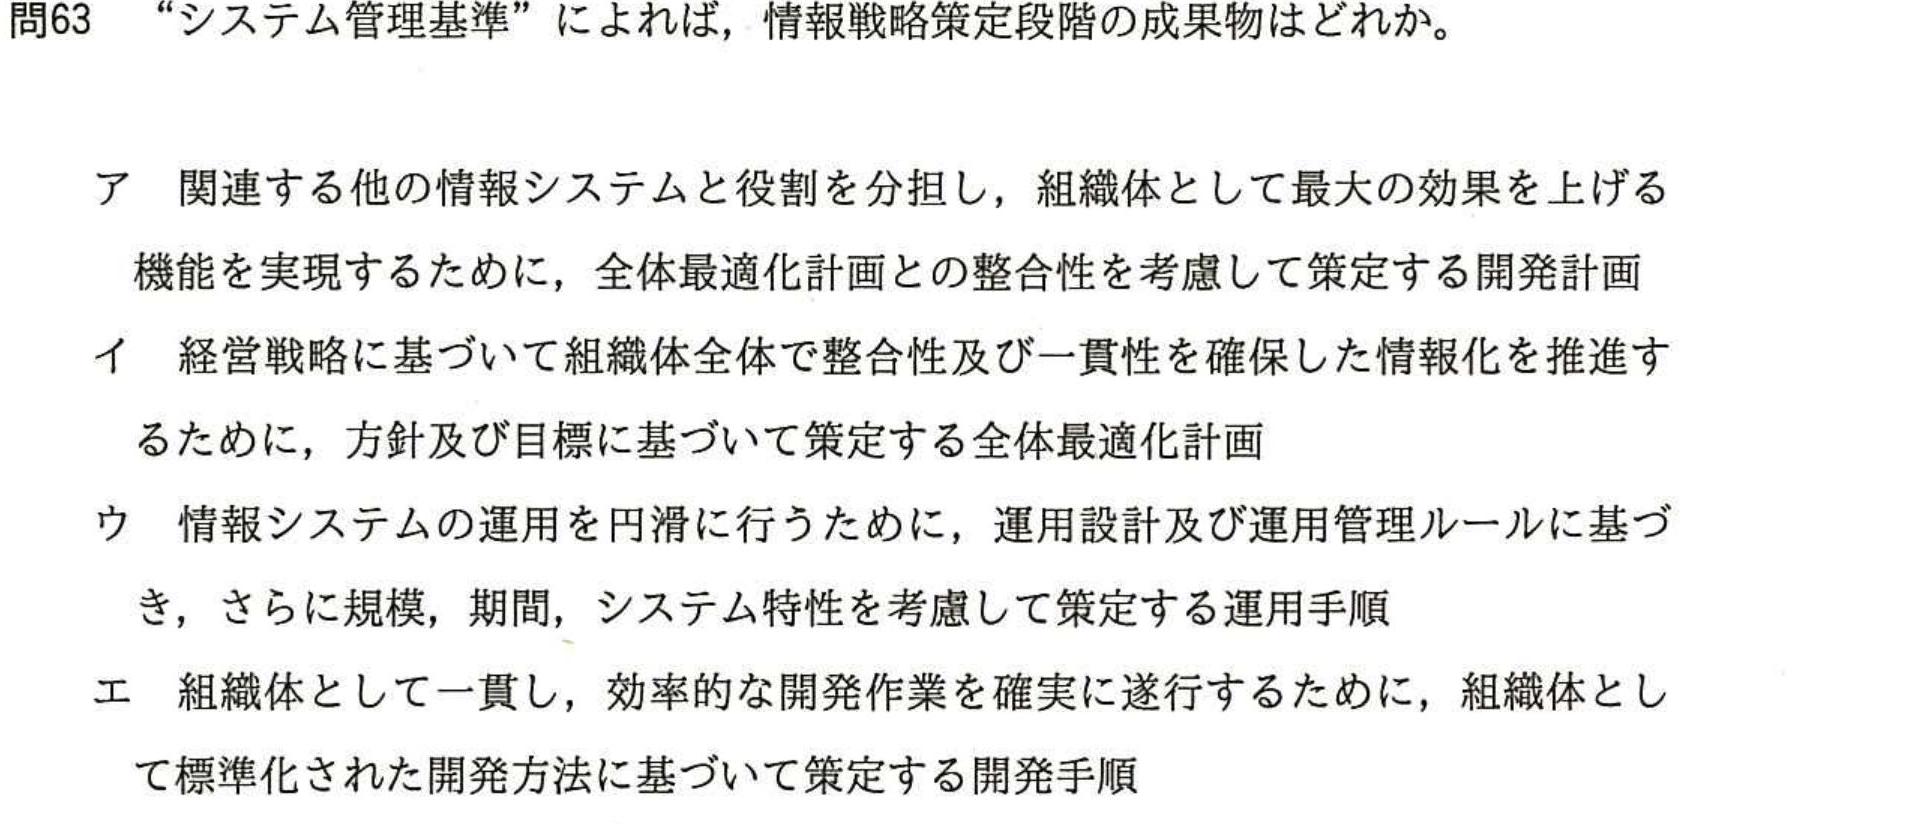 問63 “システム管理基準”によれば，情報戦略策定段階の成果物はどれか。
ア 関連する他の情報システムと役割を分担し，組織体として最大の効果を上げる
機能を実現するために，全体最適化計画との整合性を考慮して策定する開発計画
イ 経営戦略に基づいて組織体全体で整合性及び一貫性を確保した情報化を推進す
るために，方針及び目標に基づいて策定する全体最適化計画
ウ 情報システムの運用を円滑に行うために，運用設計及び運用管理ルールに基づ
き，さらに規模，期間，システム特性を考慮して策定する運用手順
エ 組織体として一貫し，効率的な開発作業を確実に遂行するために，組織体とし
て標準化された開発方法に基づいて策定する開発手順